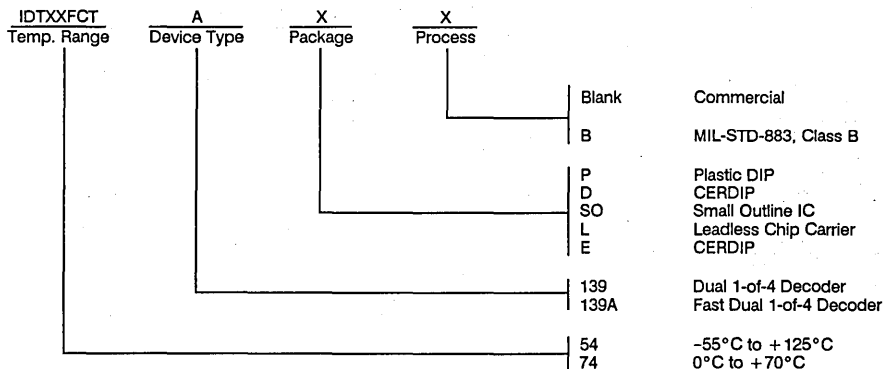 IDTXXFCT A X X
Temp. Range Device Type Package Process
Blank Commercial
B MIL-STD-883, Class B
P Plastic DIP
D CERDIP
SO Small Outline IC
L Leadless Chip Carrier
E CERDIP
139 Dual 1-of-4 Decoder
139A Fast Dual 1-of-4 Decoder
54 -55°C to +125°C
74 0°C to +70°C